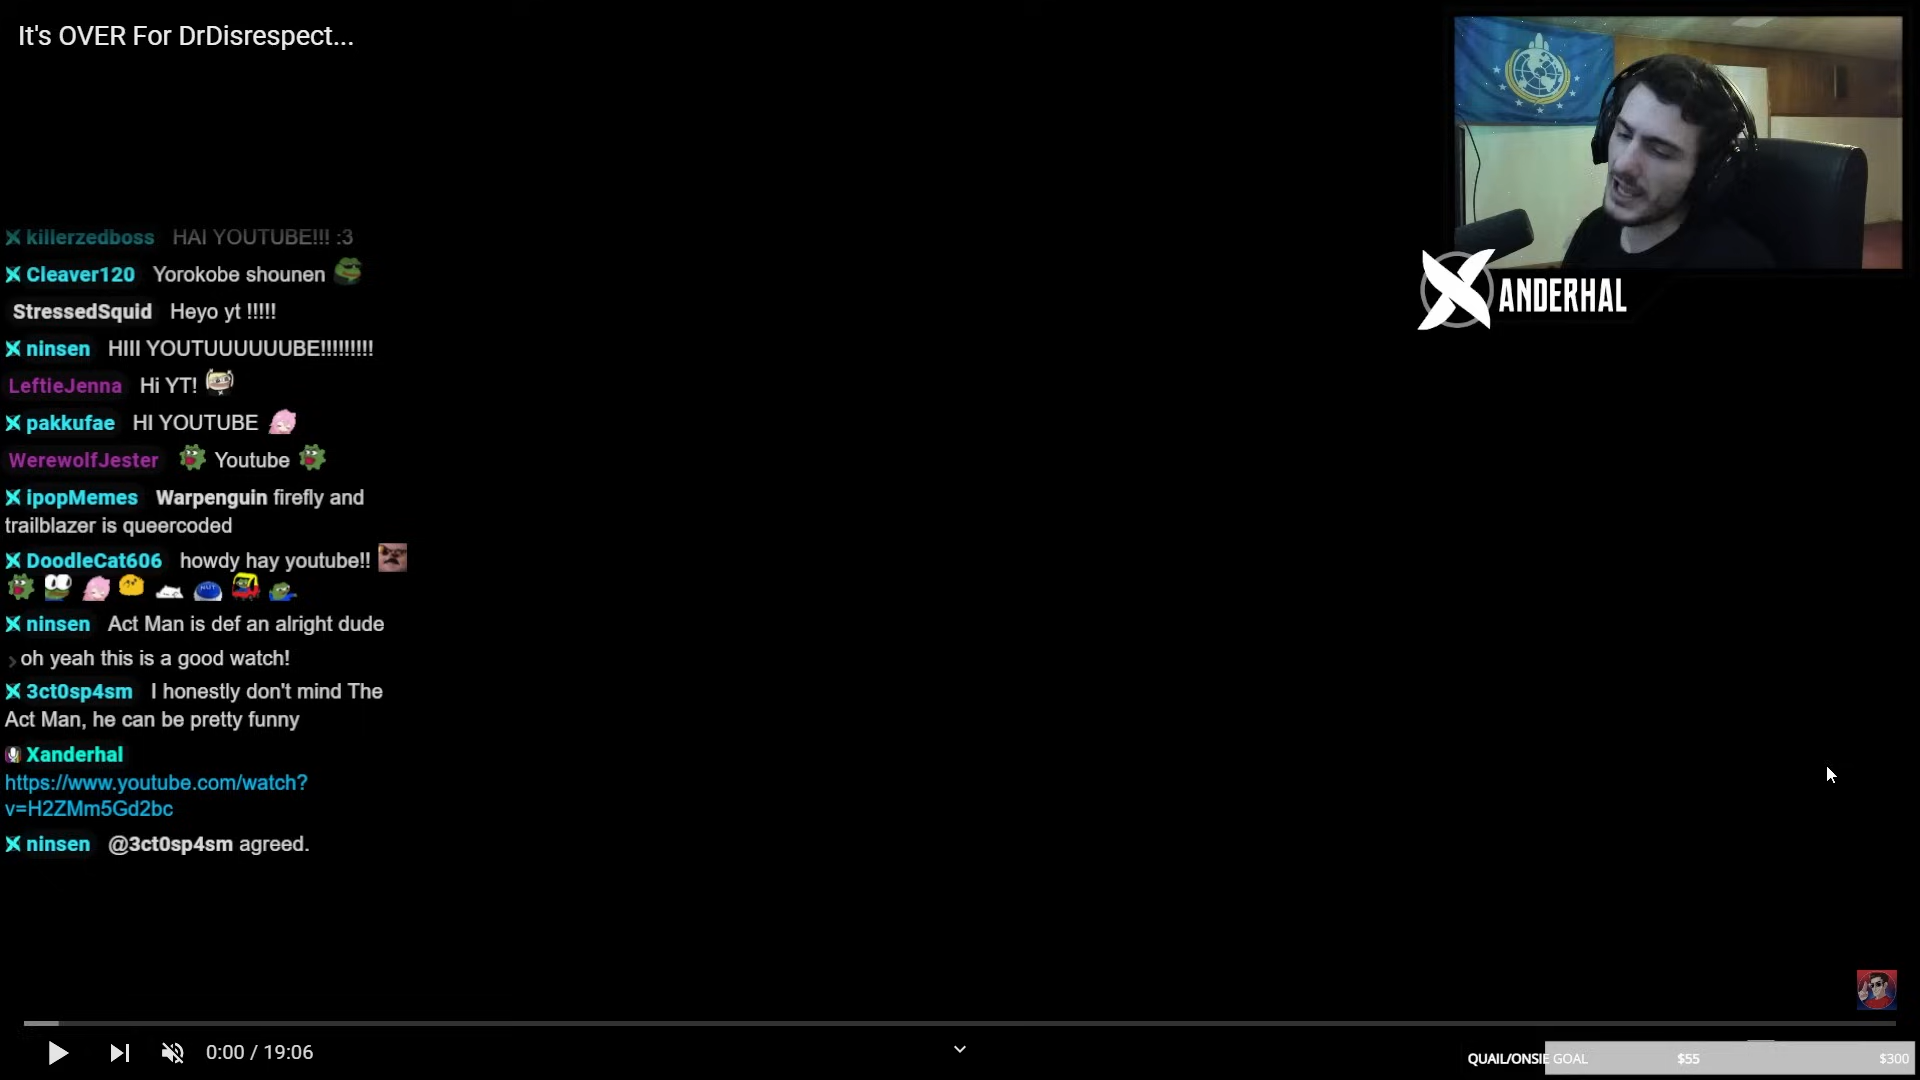 It's OVER For DrDisrespect...
killerzedboss HAI YOUTUBE!!! :3
Cleaver120 Yorokobe shounen
StressedSquid Heyo yt !!!!!
ninsen HIII YOUTUUUUUUBE!!!!!!!!!
LeftieJenna Hi YT!
pakkufae HI YOUTUBE
WerewolfJester Youtube
ipopMemes Warpenguin firefly and
trailblazer is queercoded
DoodleCat606 howdy hay youtube!!
NUT
ninsen Act Man is def an alright dude
oh yeah this is a good watch!
3ct0sp4sm I honestly don't mind The
Act Man, he can be pretty funny
Xanderhal
https://www.youtube.com/watch?
v=H2ZMm5Gd2bc
ninsen @3ct0sp4sm agreed.
XANDERHAL
0:00 / 19:06
QUAIL/ONSIE GOAL $55 $300